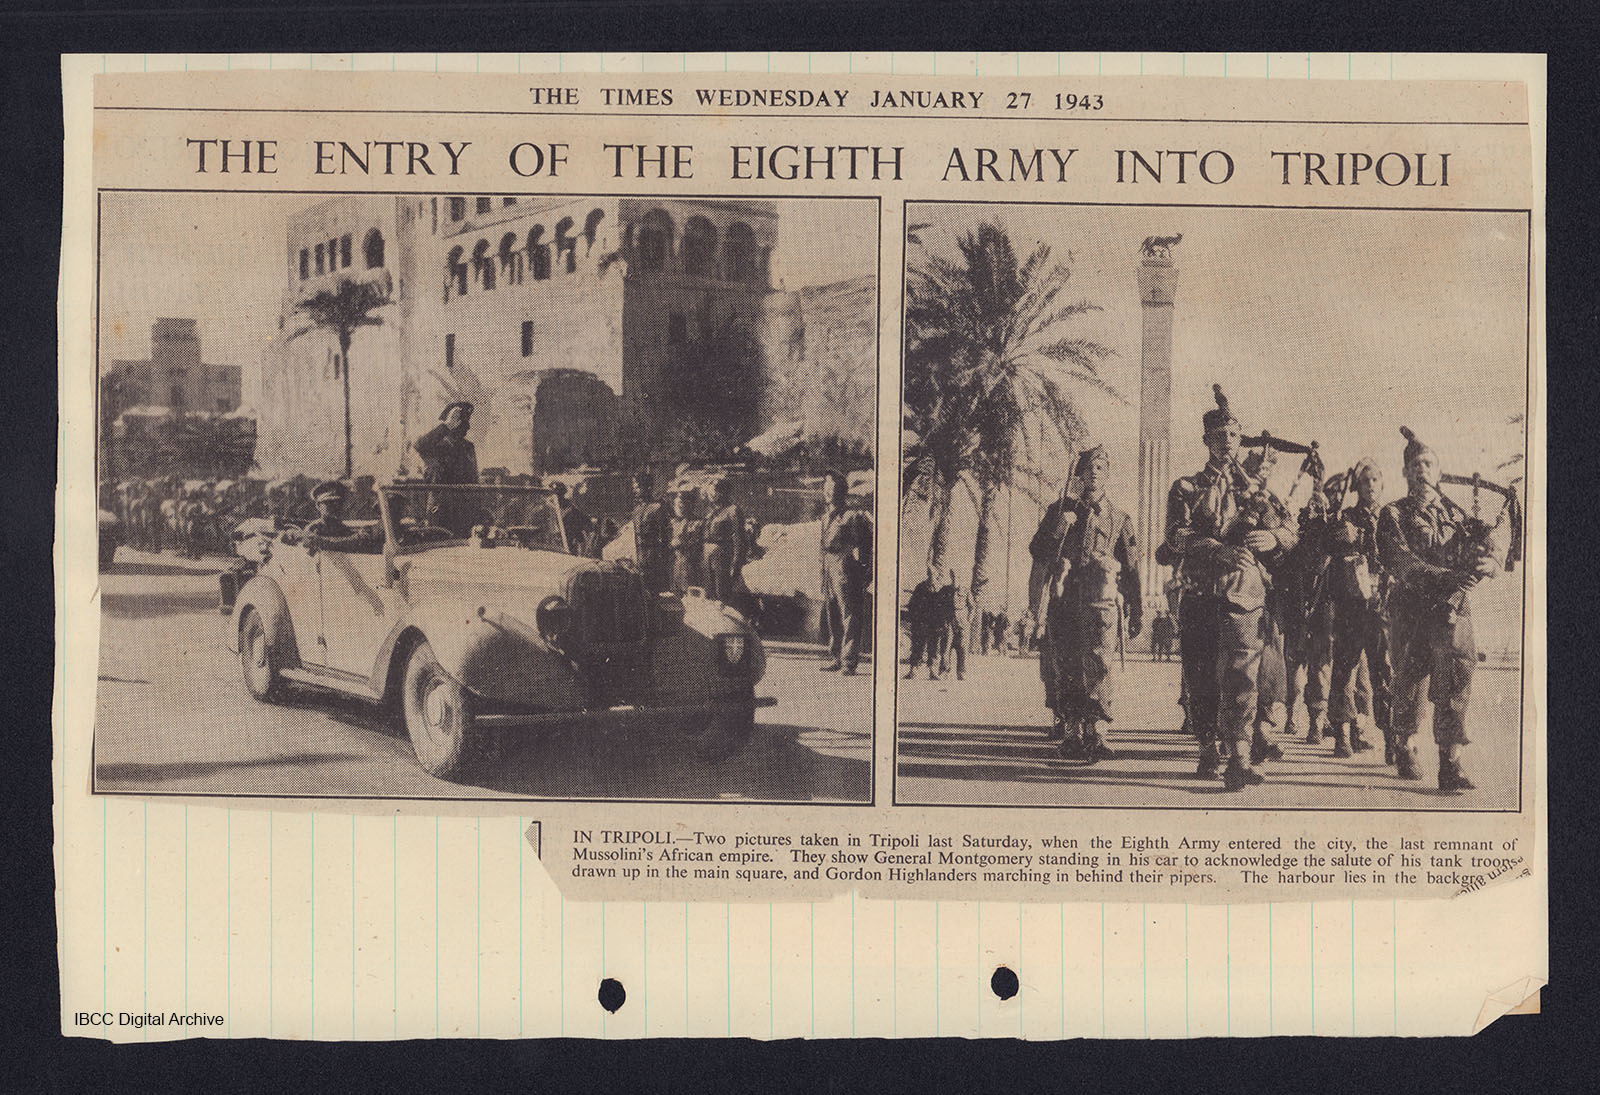 THE TIMES WEDNESDAY JANUARY 27 1943
THE ENTRY OF THE EIGHTH ARMY INTO TRIPOLI
IN TRIPOLI.—Two pictures taken in Tripoli last Saturday, when the Eighth Army entered the city, the last remnant of
Mussolini's African empire. They show General Montgomery standing in his car to acknowledge the salute of his tank troops
drawn up in the main square, and Gordon Highlanders marching in behind their pipers. The harbour lies in the backgr
IBCC Digital Archive